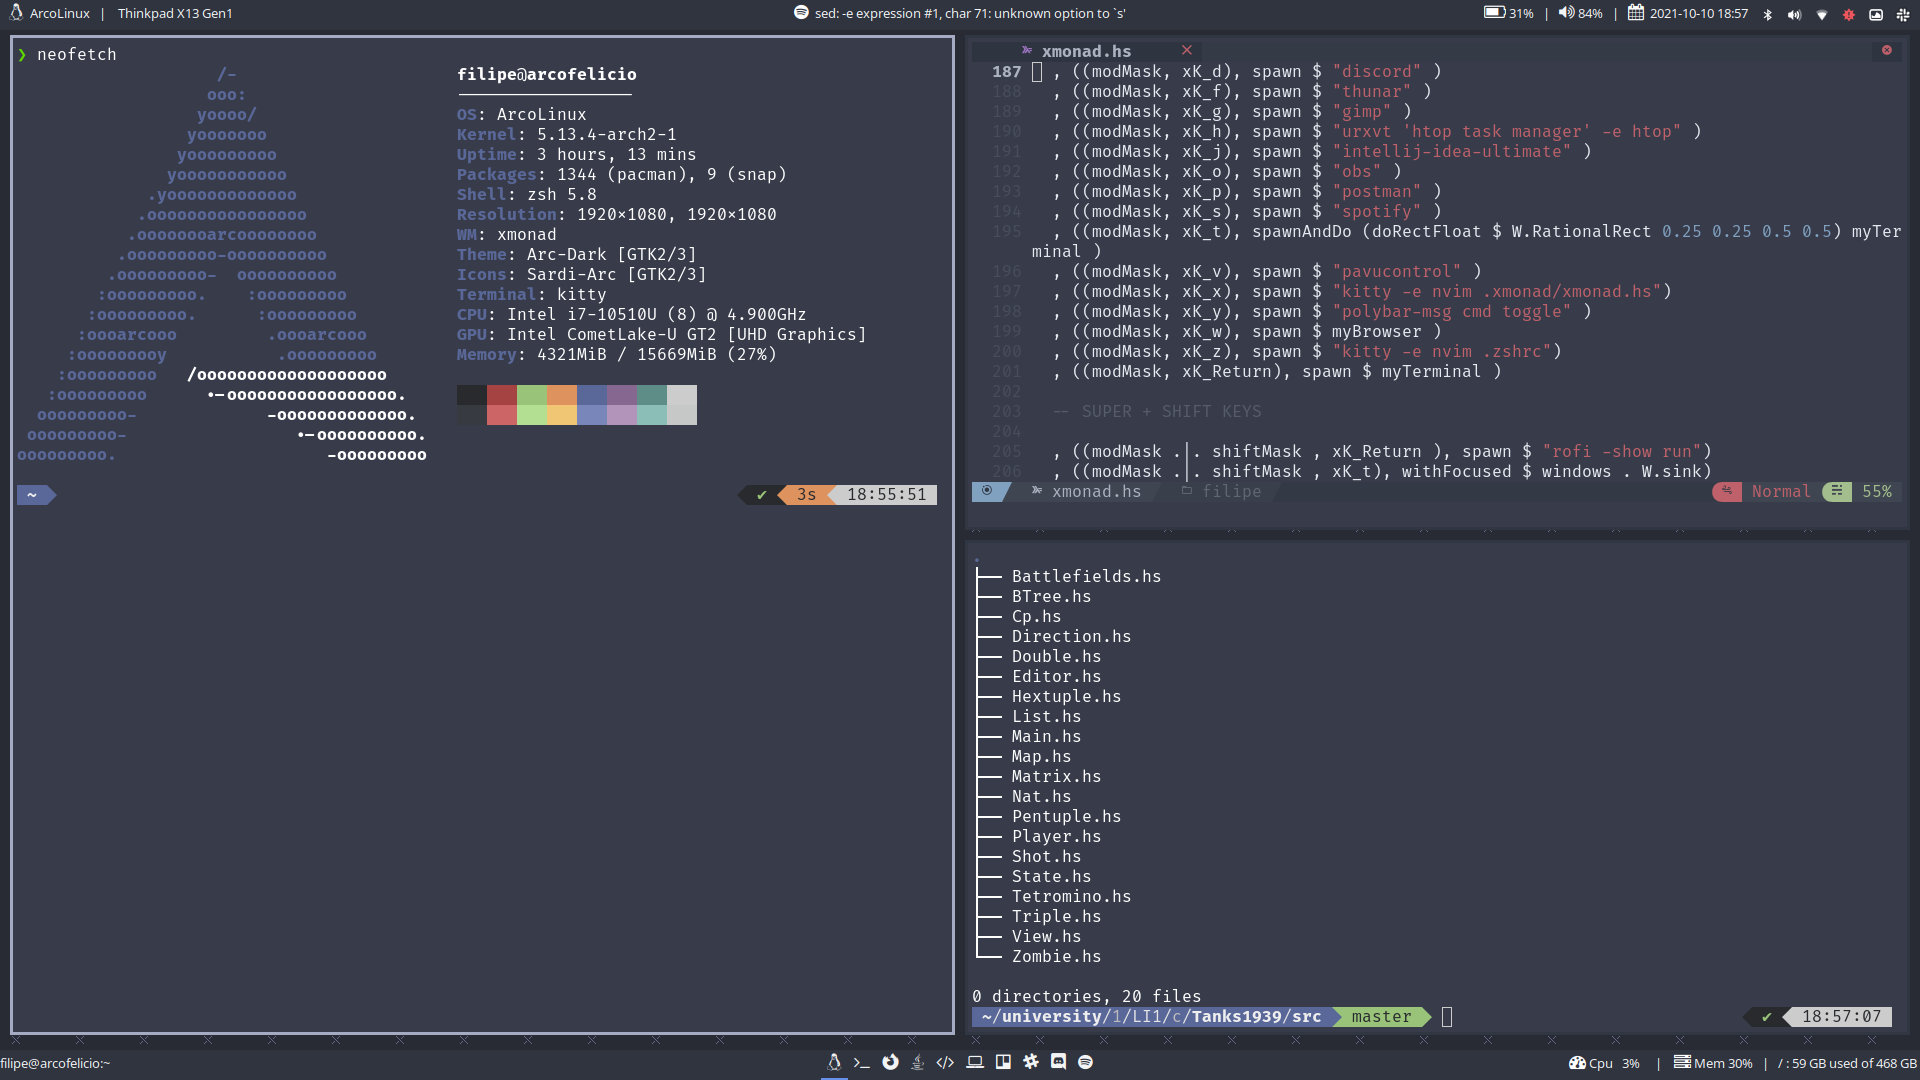 ArcoLinux | Thinkpad X13 Gen1
sed: -e expression #1, char 71: unknown option to `s'
31% | 84% | 2021-10-10 18:57
❯ neofetch
/-
ooo:
yoooo/
yooooooo
yooooooooo
yooooooooooo
.yooooooooooooo
.oooooooooooooooo
.oooooooarcoooooooo
.ooooooooo-oooooooooo
.ooooooooo-  oooooooooo
:ooooooooo.    :ooooooooo
:ooooooooo.      :ooooooooo
:oooarcooo         .oooarcooo
:ooooooooy           .ooooooooo
:ooooooooo   /ooooooooooooooooooo
:ooooooooo     •-ooooooooooooooooo.
ooooooooo-             -ooooooooooooo.
ooooooooo-                 •-oooooooooo.
ooooooooo.                     -ooooooooo
filipe@arcofelicio
OS: ArcoLinux
Kernel: 5.13.4-arch2-1
Uptime: 3 hours, 13 mins
Packages: 1344 (pacman), 9 (snap)
Shell: zsh 5.8
Resolution: 1920×1080, 1920×1080
WM: xmonad
Theme: Arc-Dark [GTK2/3]
Icons: Sardi-Arc [GTK2/3]
Terminal: kitty
CPU: Intel i7-10510U (8) @ 4.900GHz
GPU: Intel CometLake-U GT2 [UHD Graphics]
Memory: 4321MiB / 15669MiB (27%)
~ ✔ 3s 18:55:51
xmonad.hs
187 , ((modMask, xK_d), spawn $ "discord" )
188 , ((modMask, xK_f), spawn $ "thunar" )
189 , ((modMask, xK_g), spawn $ "gimp" )
190 , ((modMask, xK_h), spawn $ "urxvt 'htop task manager' -e htop" )
191 , ((modMask, xK_j), spawn $ "intellij-idea-ultimate" )
192 , ((modMask, xK_o), spawn $ "obs" )
193 , ((modMask, xK_p), spawn $ "postman" )
194 , ((modMask, xK_s), spawn $ "spotify" )
195 , ((modMask, xK_t), spawnAndDo (doRectFloat $ W.RationalRect 0.25 0.25 0.5 0.5) myTer
minal )
196 , ((modMask, xK_v), spawn $ "pavucontrol" )
197 , ((modMask, xK_x), spawn $ "kitty -e nvim .xmonad/xmonad.hs")
198 , ((modMask, xK_y), spawn $ "polybar-msg cmd toggle" )
199 , ((modMask, xK_w), spawn $ myBrowser )
200 , ((modMask, xK_z), spawn $ "kitty -e nvim .zshrc")
201 , ((modMask, xK_Return), spawn $ myTerminal )
202
203 -- SUPER + SHIFT KEYS
204
205 , ((modMask .|. shiftMask , xK_Return ), spawn $ "rofi -show run")
206 , ((modMask .|. shiftMask , xK_t), withFocused $ windows . W.sink)
xmonad.hs filipe Normal 55%
.
├── Battlefields.hs
├── BTree.hs
├── Cp.hs
├── Direction.hs
├── Double.hs
├── Editor.hs
├── Hextuple.hs
├── List.hs
├── Main.hs
├── Map.hs
├── Matrix.hs
├── Nat.hs
├── Pentuple.hs
├── Player.hs
├── Shot.hs
├── State.hs
├── Tetromino.hs
├── Triple.hs
├── View.hs
└── Zombie.hs
0 directories, 20 files
~/university/1/LI1/c/Tanks1939/src master ✔ 18:57:07
filipe@arcofelicio:~
Cpu 3% | Mem 30% | / : 59 GB used of 468 GB